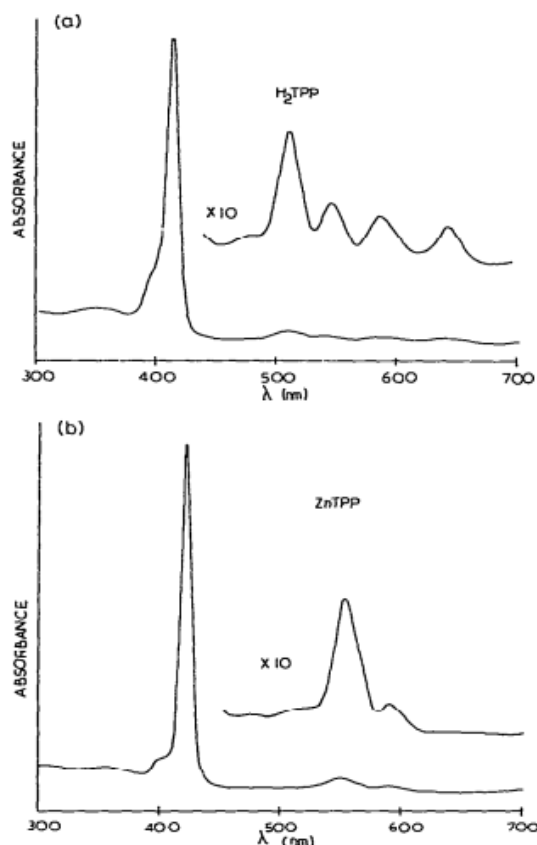 (a)
H2TPP
X10
ABSORBANCE
300 400 500 600 700
λ (nm)
(b)
ZnTPP
X10
ABSORBANCE
300 400 500 600 700
λ (nm)